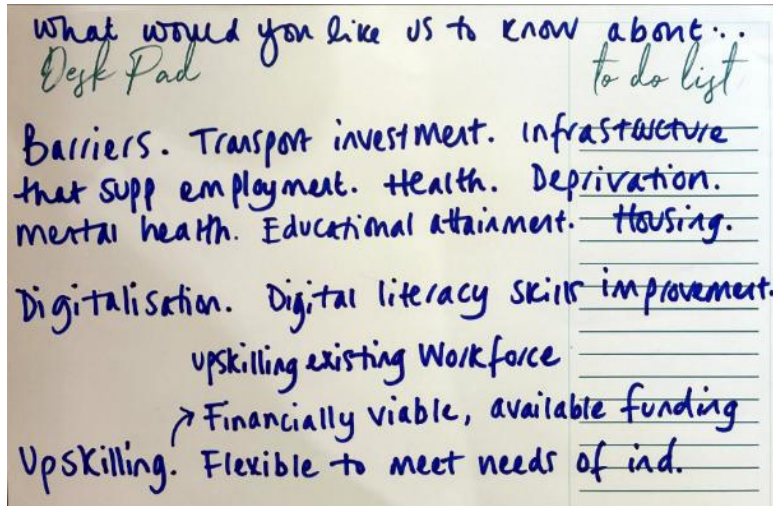 What would you like us to know about...
Desk Pad
to do list
Barriers. Transport investment. Infrastructure
that supp employment. Health. Deprivation.
mental health. Educational attainment. Housing.
Digitalisation. Digital literacy skills improvement.
upskilling existing Workforce
→ Financially viable, available funding
Upskilling. Flexible to meet needs of ind.